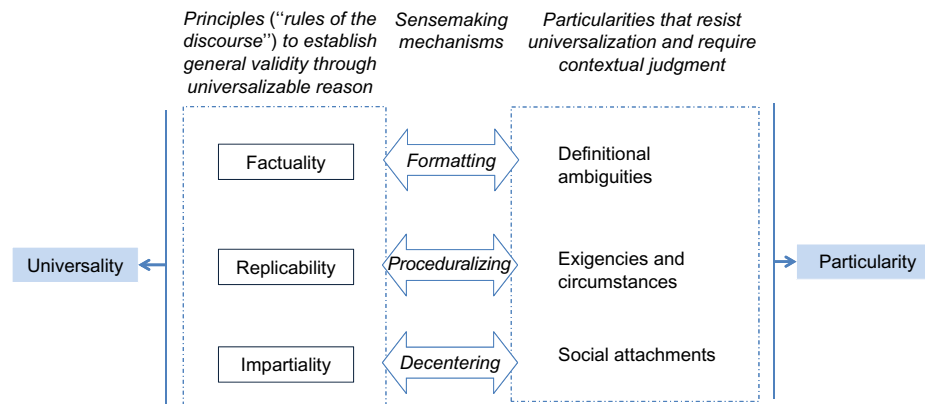 Principles (“rules of the
discourse”) to establish
general validity through
universalizable reason
Sensemaking
mechanisms
Particularities that resist
universalization and require
contextual judgment
Factuality
Formatting
Definitional
ambiguities
Universality
Replicability
Proceduralizing
Exigencies and
circumstances
Particularity
Impartiality
Decentering
Social attachments